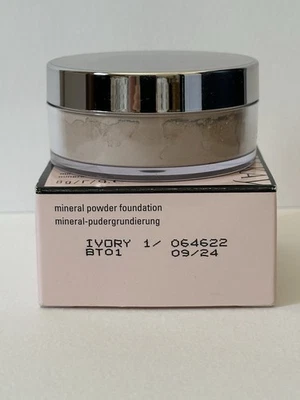 mineral powder foundation
mineral-pudergrundierung
IVORY 1/ 064622
BT01 09/24